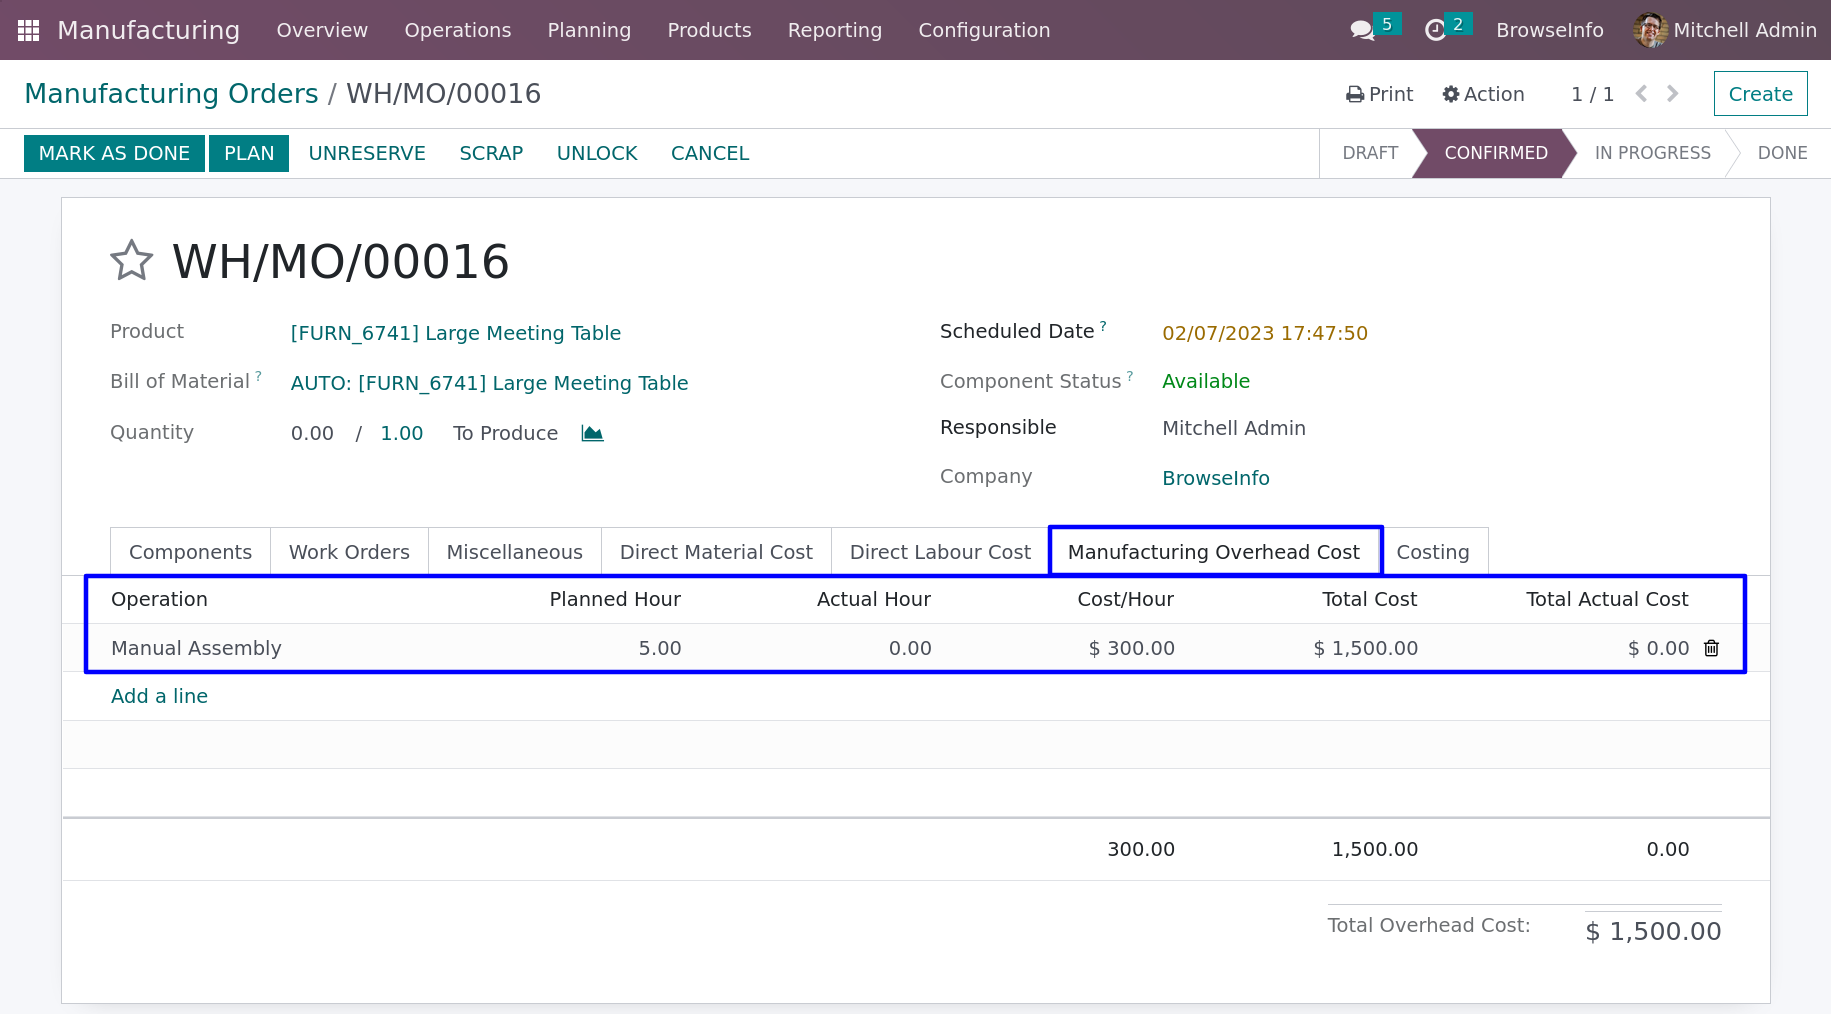 Manufacturing Overview Operations Planning Products Reporting Configuration 5 2 BrowseInfo Mitchell Admin
Manufacturing Orders / WH/MO/00016 Print Action 1 / 1 Create
MARK AS DONE PLAN UNRESERVE SCRAP UNLOCK CANCEL DRAFT CONFIRMED IN PROGRESS DONE
WH/MO/00016
Product [FURN_6741] Large Meeting Table Scheduled Date ? 02/07/2023 17:47:50
Bill of Material ? AUTO: [FURN_6741] Large Meeting Table Component Status ? Available
Quantity 0.00 / 1.00 To Produce Responsible Mitchell Admin
Company BrowseInfo
Components Work Orders Miscellaneous Direct Material Cost Direct Labour Cost Manufacturing Overhead Cost Costing
Operation Planned Hour Actual Hour Cost/Hour Total Cost Total Actual Cost
Manual Assembly 5.00 0.00 $ 300.00 $ 1,500.00 $ 0.00
Add a line
300.00 1,500.00 0.00
Total Overhead Cost: $ 1,500.00